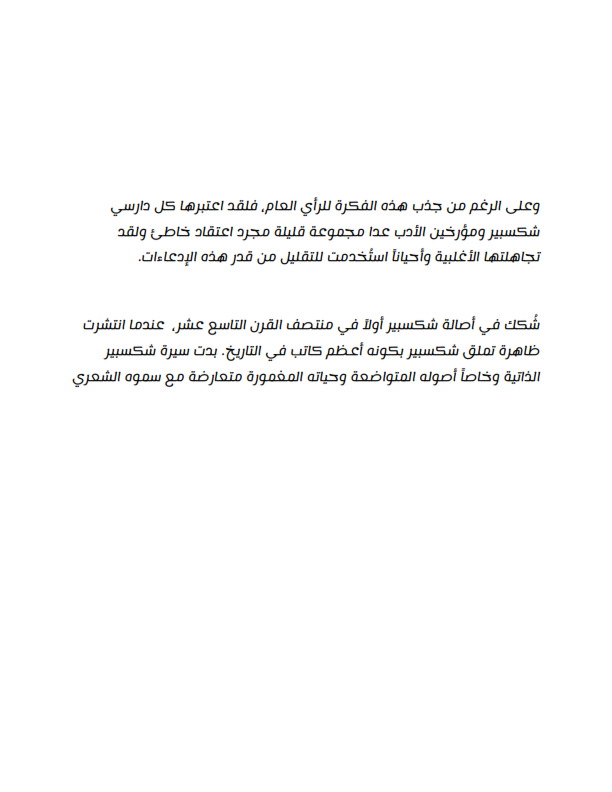 وعلى الرغم من جذب هذه الفكرة للرأي العام، فلقد اعتبرها كل دارسي
شكسبير ومؤرخين الأدب عدا مجموعة قليلة مجرد اعتقاد خاطئ ولقد
تجاهلتها الأغلبية وأحياناً استُخدمت للتقليل من قدر هذه الإدعاءات.
شُكك في أصالة شكسبير أولاً في منتصف القرن التاسع عشر، عندما انتشرت
ظاهرة تملق شكسبير بكونه أعظم كاتب في التاريخ. بدت سيرة شكسبير
الذاتية وخاصاً أصوله المتواضعة وحياته المغمورة متعارضة مع سموه الشعري